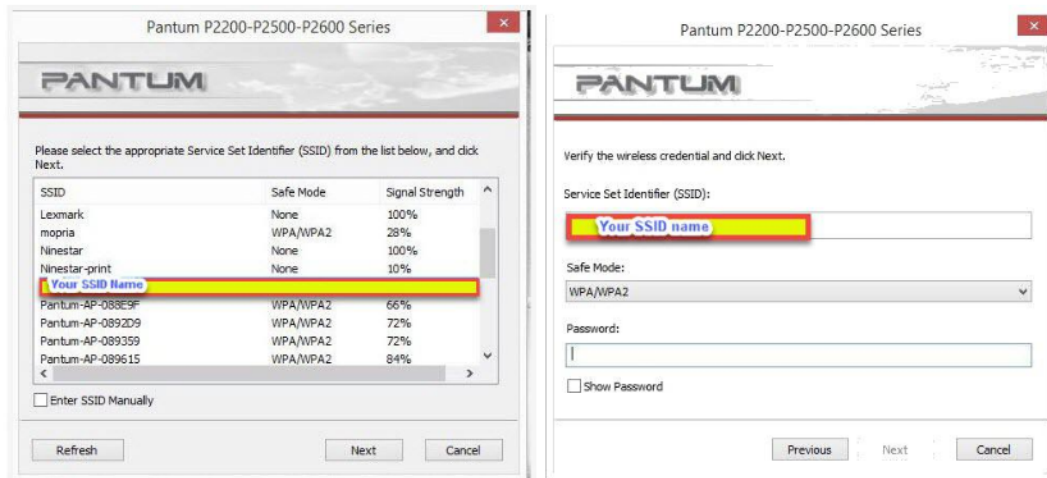 Pantum P2200-P2500-P2600 Series
PANTUM
Please select the appropriate Service Set Identifier (SSID) from the list below, and click
Next.
SSID Safe Mode Signal Strength
Lexmark None 100%
mopria WPA/WPA2 28%
Ninestar None 100%
Ninestar-print None 10%
Your SSID Name
Pantum-AP-088E9F WPA/WPA2 66%
Pantum-AP-0892D9 WPA/WPA2 72%
Pantum-AP-089359 WPA/WPA2 72%
Pantum-AP-089615 WPA/WPA2 84%
Enter SSID Manually
Refresh Next Cancel
Pantum P2200-P2500-P2600 Series
PANTUM
Verify the wireless credential and click Next.
Service Set Identifier (SSID):
Your SSID name
Safe Mode:
WPA/WPA2
Password:
Show Password
Previous Next Cancel